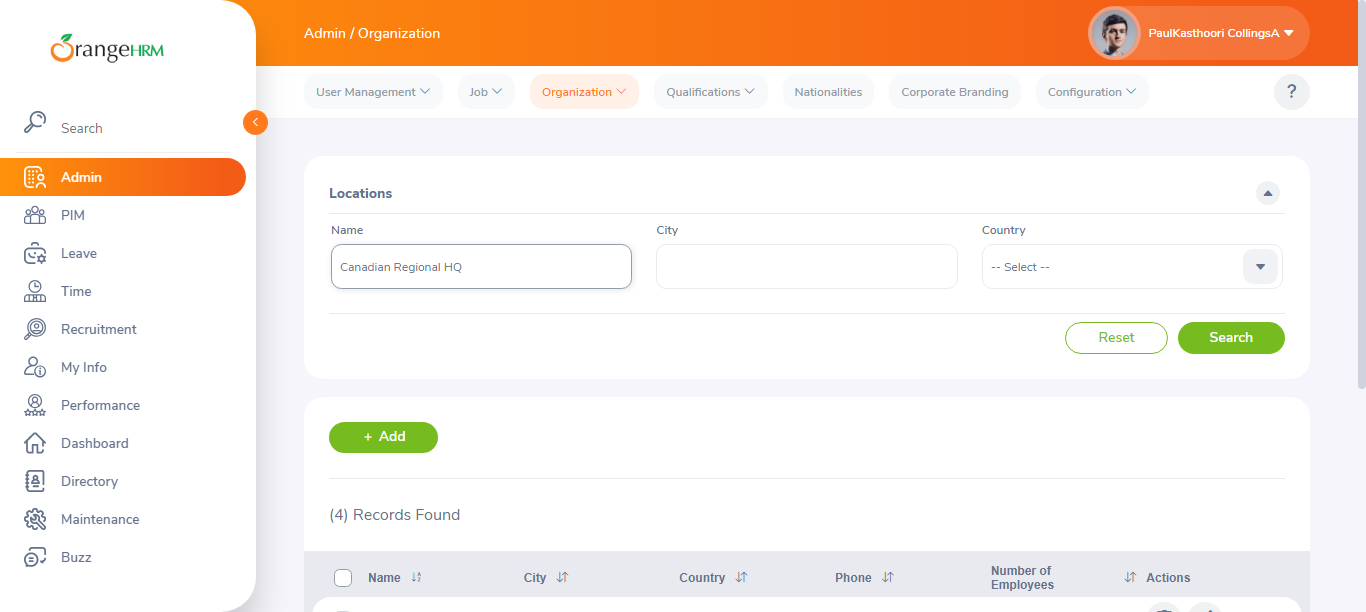 OrangeHRM
Search
Admin
PIM
Leave
Time
Recruitment
My Info
Performance
Dashboard
Directory
Maintenance
Buzz
Admin / Organization
PaulKasthoori CollingsA
User Management
Job
Organization
Qualifications
Nationalities
Corporate Branding
Configuration
?
Locations
Name
City
Country
Canadian Regional HQ
-- Select --
Reset
Search
+ Add
(4) Records Found
Name
City
Country
Phone
Number of
Employees
Actions